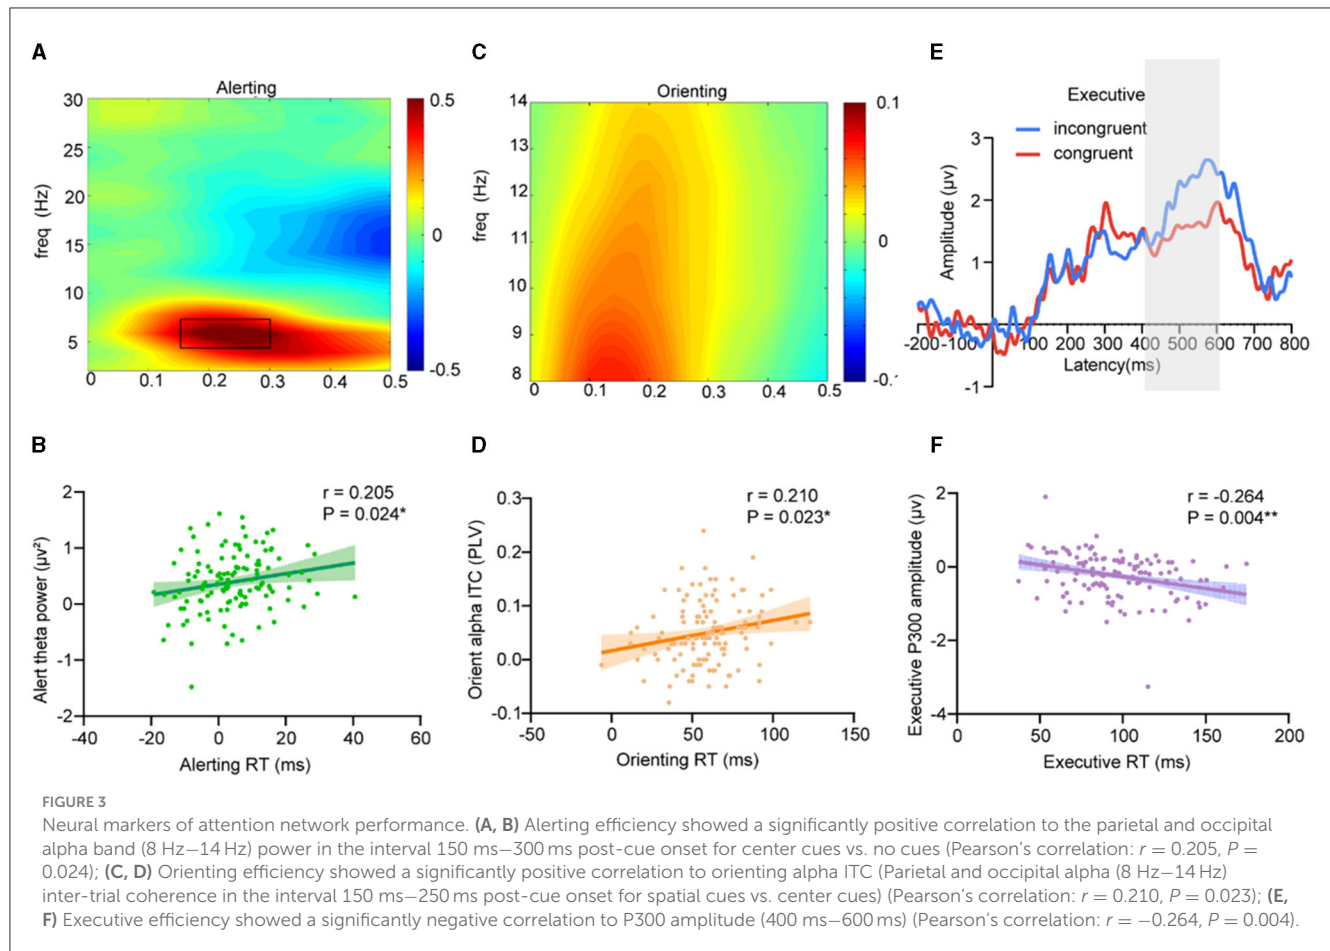 A
Alerting
30
25
20
15
10
5
freq (Hz)
0 0.1 0.2 0.3 0.4 0.5
0.5
0
-0.5
C
Orienting
14
13
12
11
10
9
8
freq (Hz)
0 0.1 0.2 0.3 0.4 0.5
0.1
0
-0.1
E
Executive
incongruent
congruent
3
2
1
-1
Amplitude (μv)
-200 -100 100 200 300 400 500 600 700 800
Latency(ms)
B
r = 0.205
P = 0.024*
2
1
0
-1
-2
Alert theta power (μv²)
-40 -20 0 20 40 60
Alerting RT (ms)
D
r = 0.210
P = 0.023*
0.3
0.2
0.1
0.0
-0.1
Orient alpha ITC (PLV)
-50 0 50 100 150
Orienting RT (ms)
F
r = -0.264
P = 0.004**
2
0
-2
-4
Executive P300 amplitude (μv)
0 50 100 150 200
Executive RT (ms)
FIGURE 3
Neural markers of attention network performance. (A, B) Alerting efficiency showed a significantly positive correlation to the parietal and occipital
alpha band (8 Hz–14 Hz) power in the interval 150 ms–300 ms post-cue onset for center cues vs. no cues (Pearson's correlation: r = 0.205, P =
0.024); (C, D) Orienting efficiency showed a significantly positive correlation to orienting alpha ITC (Parietal and occipital alpha (8 Hz–14 Hz)
inter-trial coherence in the interval 150 ms–250 ms post-cue onset for spatial cues vs. center cues) (Pearson's correlation: r = 0.210, P = 0.023); (E,
F) Executive efficiency showed a significantly negative correlation to P300 amplitude (400 ms–600 ms) (Pearson's correlation: r = −0.264, P = 0.004).